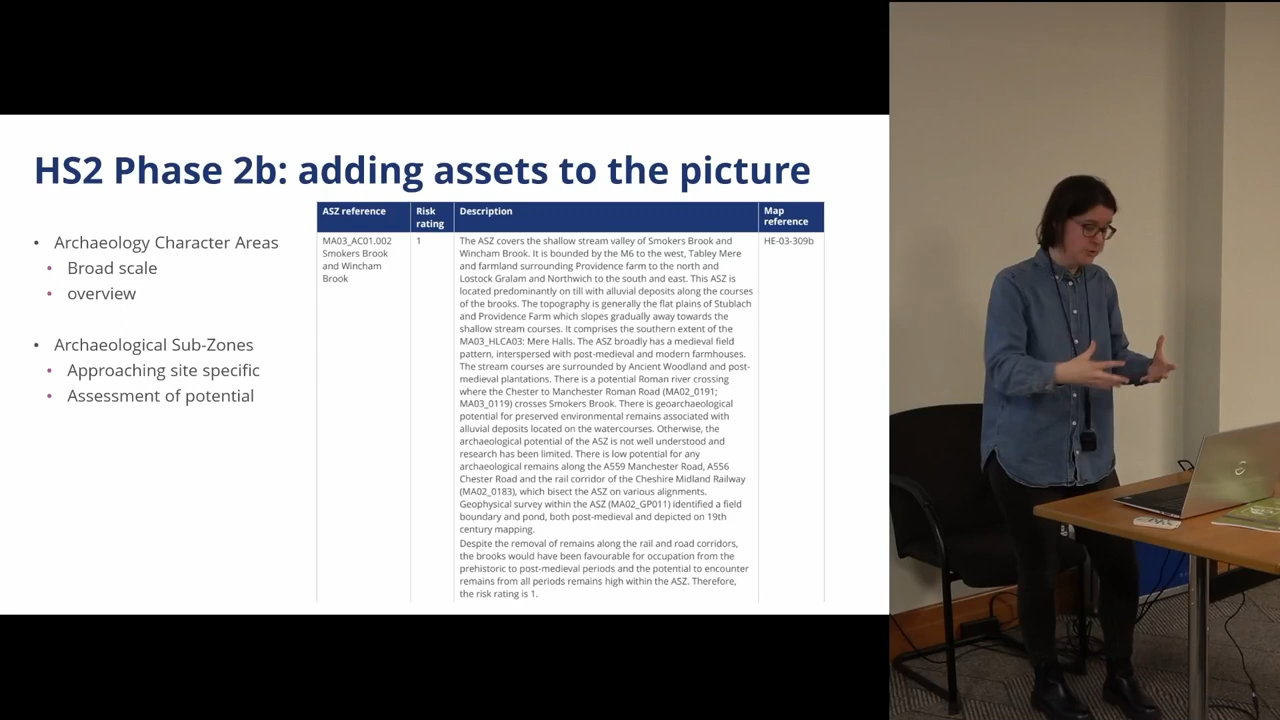 HS2 Phase 2b: adding assets to the picture
• Archaeology Character Areas
• Broad scale
• overview
• Archaeological Sub-Zones
• Approaching site specific
• Assessment of potential
ASZ reference
Risk
rating
Description
Map
reference
MA03_AC01.002
Smokers Brook
and Wincham
Brook
1
The ASZ covers the shallow stream valley of Smokers Brook and
Wincham Brook. It is bounded by the M6 to the west, Tabley Mere
and farmland surrounding Providence farm to the north and
Lostock Gralam and Northwich to the south and east. This ASZ is
located predominantly on till with alluvial deposits along the courses
of the brooks. The topography is generally the flat plains of Stublach
and Providence Farm which slopes gradually away towards the
shallow stream courses. It comprises the southern extent of the
MA03_HLCA03: Mere Halls. The ASZ broadly has a medieval field
pattern, interspersed with post-medieval and modern farmhouses.
The stream courses are surrounded by Ancient Woodland and post-
medieval plantations. There is a potential Roman river crossing
where the Chester to Manchester Roman Road (MA02_0191;
MA03_0119) crosses Smokers Brook. There is geoarchaeological
potential for preserved environmental remains associated with
alluvial deposits located on the watercourses. Otherwise, the
archaeological potential of the ASZ is not well understood and
research has been limited. There is low potential for any
archaeological remains along the A559 Manchester Road, A556
Chester Road and the rail corridor of the Cheshire Midland Railway
(MA02_0183), which bisect the ASZ on various alignments.
Geophysical survey within the ASZ (MA02_GP011) identified a field
boundary and pond, both post-medieval and depicted on 19th
century mapping.
Despite the removal of remains along the rail and road corridors,
the brooks would have been favourable for occupation from the
prehistoric to post-medieval periods and the potential to encounter
remains from all periods remains high within the ASZ. Therefore,
the risk rating is 1.
HE-03-309b